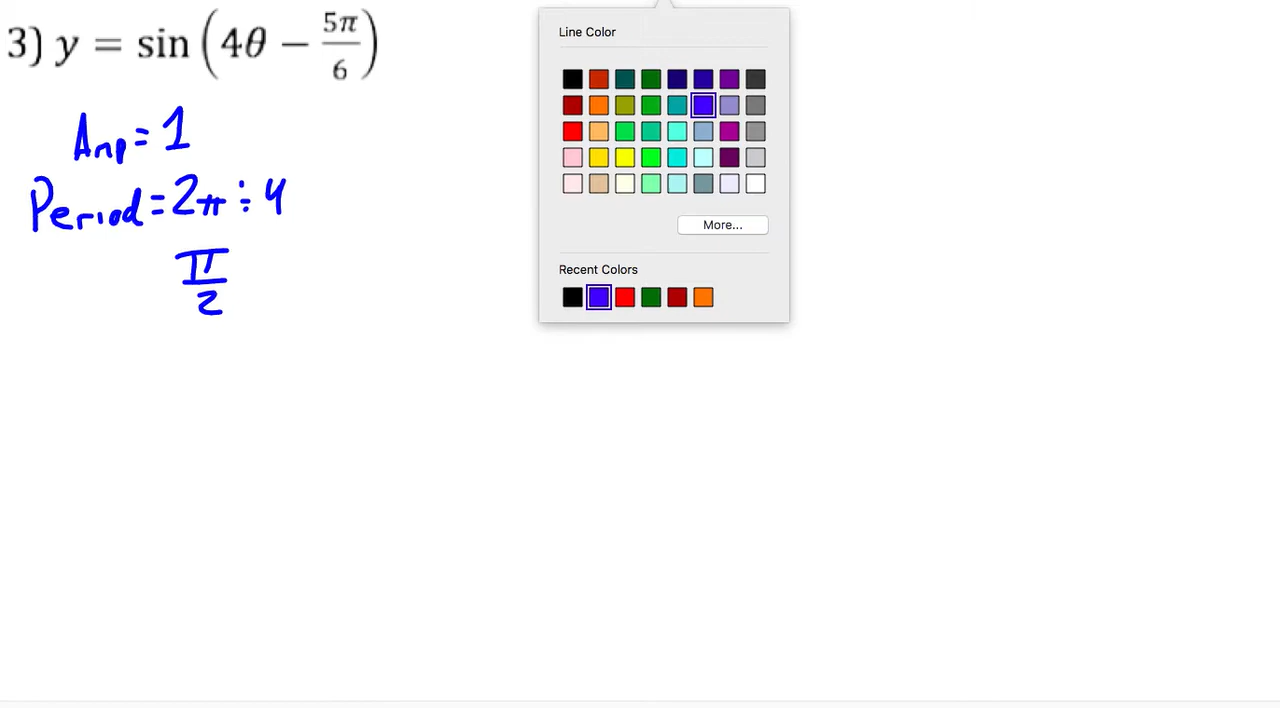 3) y = sin (4θ − 5π/6)
Amp = 1
Period = 2π ÷ 4
π/2
Line Color
More...
Recent Colors